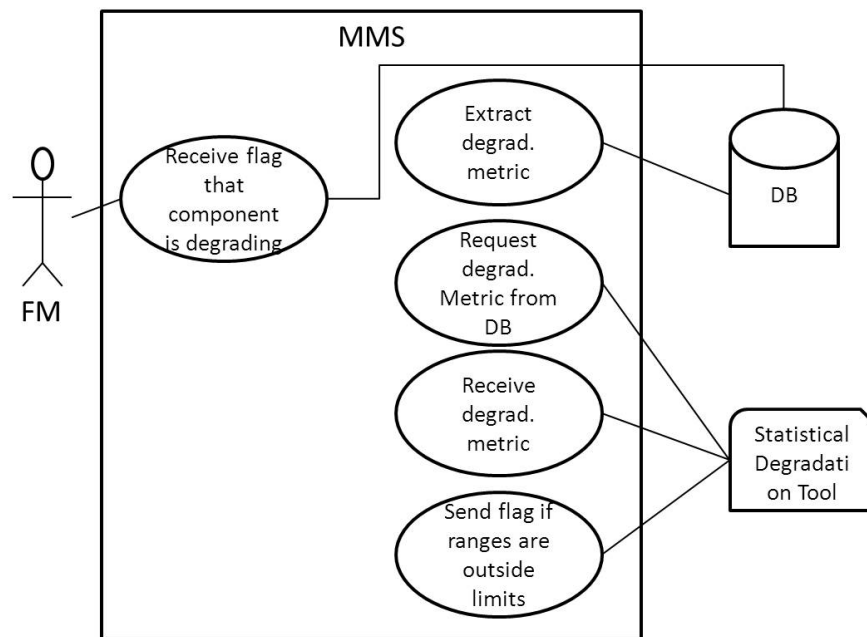 MMS
Receive flag
that
component
is degrading
FM
Extract
degrad.
metric
DB
Request
degrad.
Metric from
DB
Receive
degrad.
metric
Statistical
Degradati
on Tool
Send flag if
ranges are
outside
limits